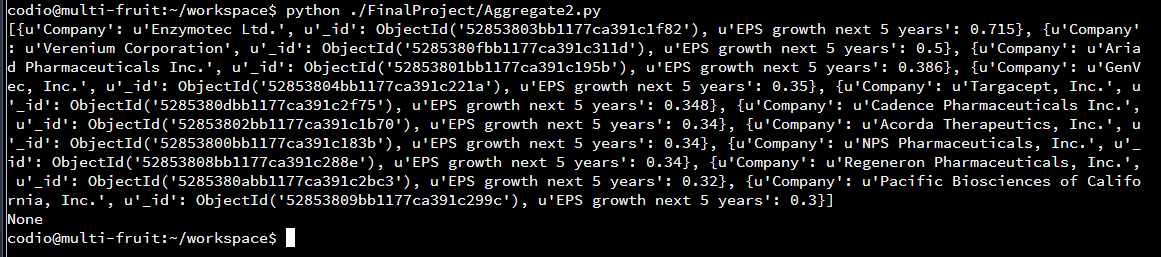 codio@multi-fruit:~/workspace$ python ./FinalProject/Aggregate2.py
[{u'Company': u'Enzymotec Ltd.', u'_id': ObjectId('52853803bb1177ca391c1f82'), u'EPS growth next 5 years': 0.715}, {u'Company'
: u'Verenium Corporation', u'_id': ObjectId('5285380fbb1177ca391c311d'), u'EPS growth next 5 years': 0.5}, {u'Company': u'Aria
d Pharmaceuticals Inc.', u'_id': ObjectId('52853801bb1177ca391c195b'), u'EPS growth next 5 years': 0.386}, {u'Company': u'GenV
ec, Inc.', u'_id': ObjectId('52853804bb1177ca391c221a'), u'EPS growth next 5 years': 0.35}, {u'Company': u'Targacept, Inc.', u
'_id': ObjectId('5285380dbb1177ca391c2f75'), u'EPS growth next 5 years': 0.348}, {u'Company': u'Cadence Pharmaceuticals Inc.',
 u'_id': ObjectId('52853802bb1177ca391c1b70'), u'EPS growth next 5 years': 0.34}, {u'Company': u'Acorda Therapeutics, Inc.', u
'_id': ObjectId('52853800bb1177ca391c183b'), u'EPS growth next 5 years': 0.34}, {u'Company': u'NPS Pharmaceuticals, Inc.', u'_
id': ObjectId('52853808bb1177ca391c288e'), u'EPS growth next 5 years': 0.34}, {u'Company': u'Regeneron Pharmaceuticals, Inc.',
 u'_id': ObjectId('5285380abb1177ca391c2bc3'), u'EPS growth next 5 years': 0.32}, {u'Company': u'Pacific Biosciences of Califo
rnia, Inc.', u'_id': ObjectId('52853809bb1177ca391c299c'), u'EPS growth next 5 years': 0.3}]
None
codio@multi-fruit:~/workspace$